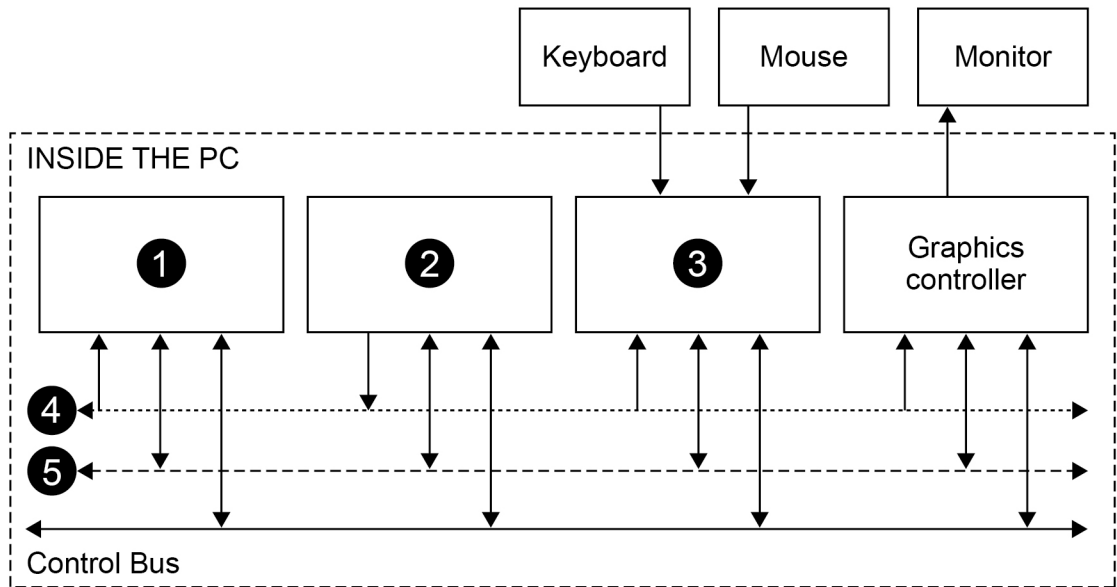 Keyboard
Mouse
Monitor
INSIDE THE PC
1
2
3
Graphics
controller
4
5
Control Bus